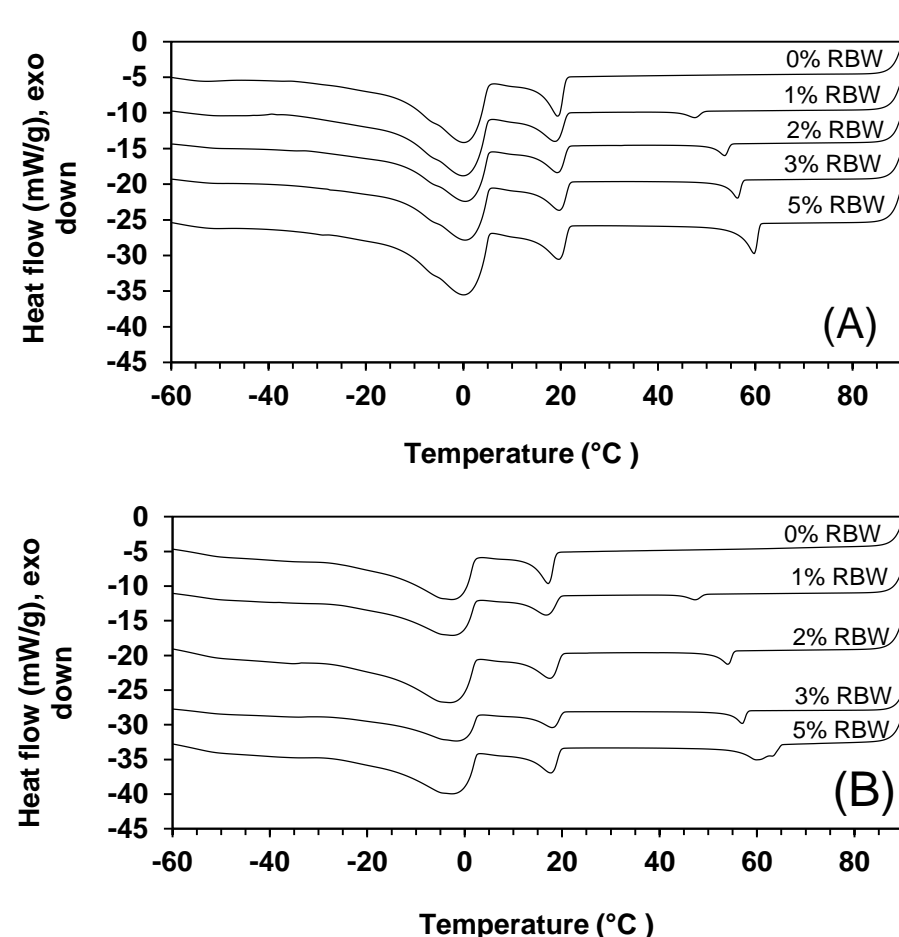 0
-5
-10
-15
-20
-25
-30
-35
-40
-45
Heat flow (mW/g), exo
down
0% RBW
1% RBW
2% RBW
3% RBW
5% RBW
(A)
-60 -40 -20 0 20 40 60 80
Temperature (°C )
0
-5
-10
-15
-20
-25
-30
-35
-40
-45
Heat flow (mW/g), exo
down
0% RBW
1% RBW
2% RBW
3% RBW
5% RBW
(B)
-60 -40 -20 0 20 40 60 80
Temperature (°C )